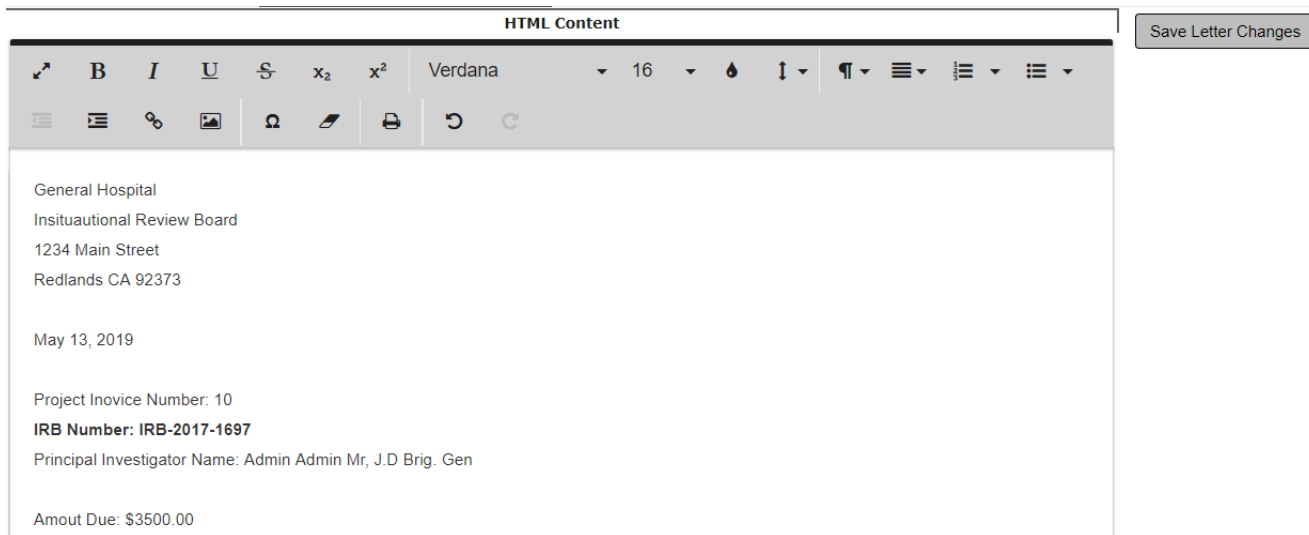 HTML Content
Save Letter Changes
B I U S x₂ x² Verdana 16
Ω
General Hospital
Insituautional Review Board
1234 Main Street
Redlands CA 92373
May 13, 2019
Project Inovice Number: 10
IRB Number: IRB-2017-1697
Principal Investigator Name: Admin Admin Mr, J.D Brig. Gen
Amout Due: $3500.00